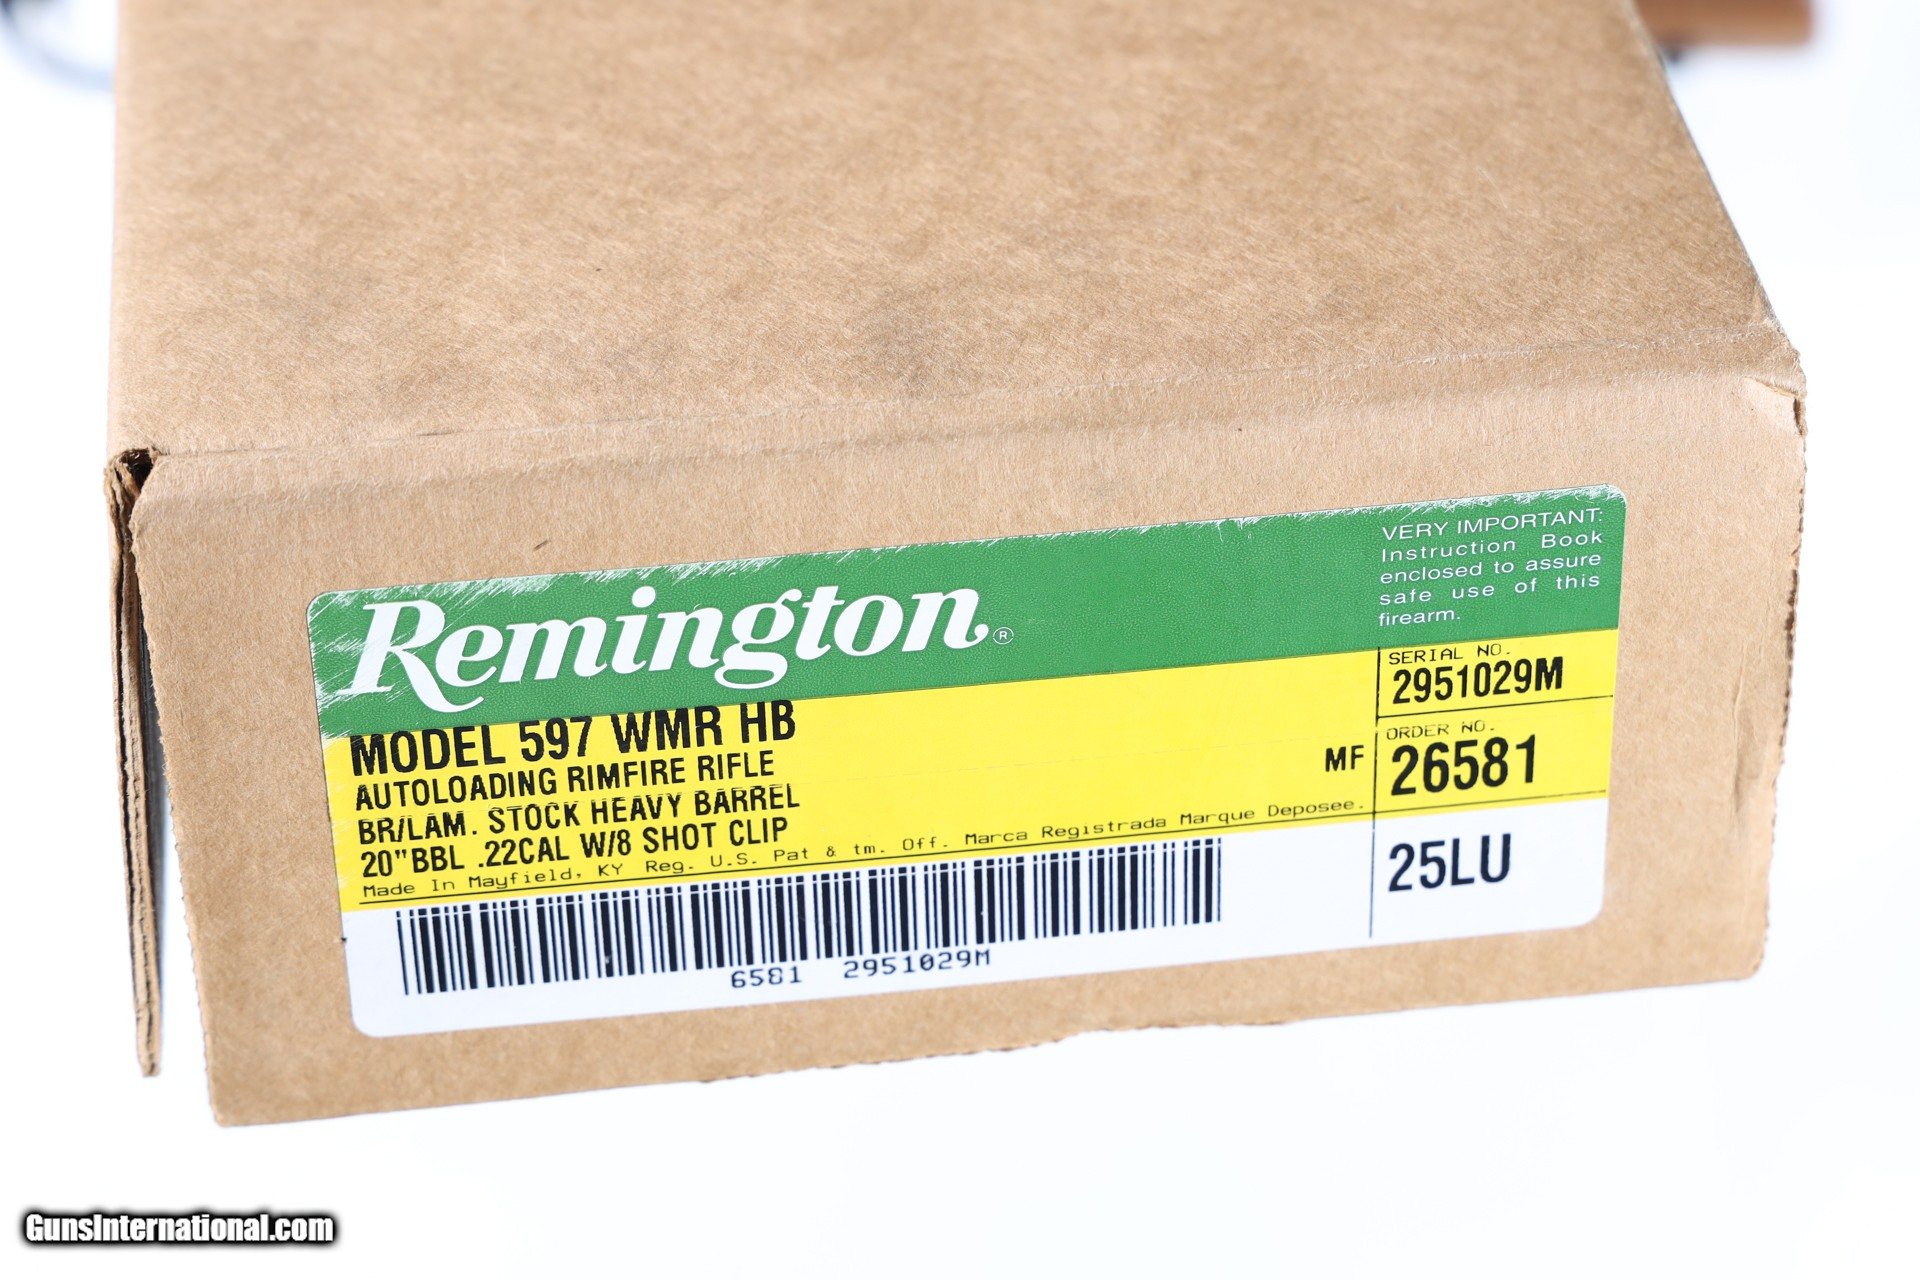 Remington®
VERY IMPORTANT:
Instruction Book
enclosed to assure
safe use of this
firearm.
MODEL 597 WMR HB
AUTOLOADING RIMFIRE RIFLE
BR/LAM. STOCK HEAVY BARREL
20"BBL .22CAL W/8 SHOT CLIP
Made In Mayfield, KY Reg. U.S. Pat & tm. Off. Marca Registrada Marque Deposee.
MF
SERIAL NO.
2951029M
ORDER NO.
26581
25LU
6581 2951029M
GunsInternational.com